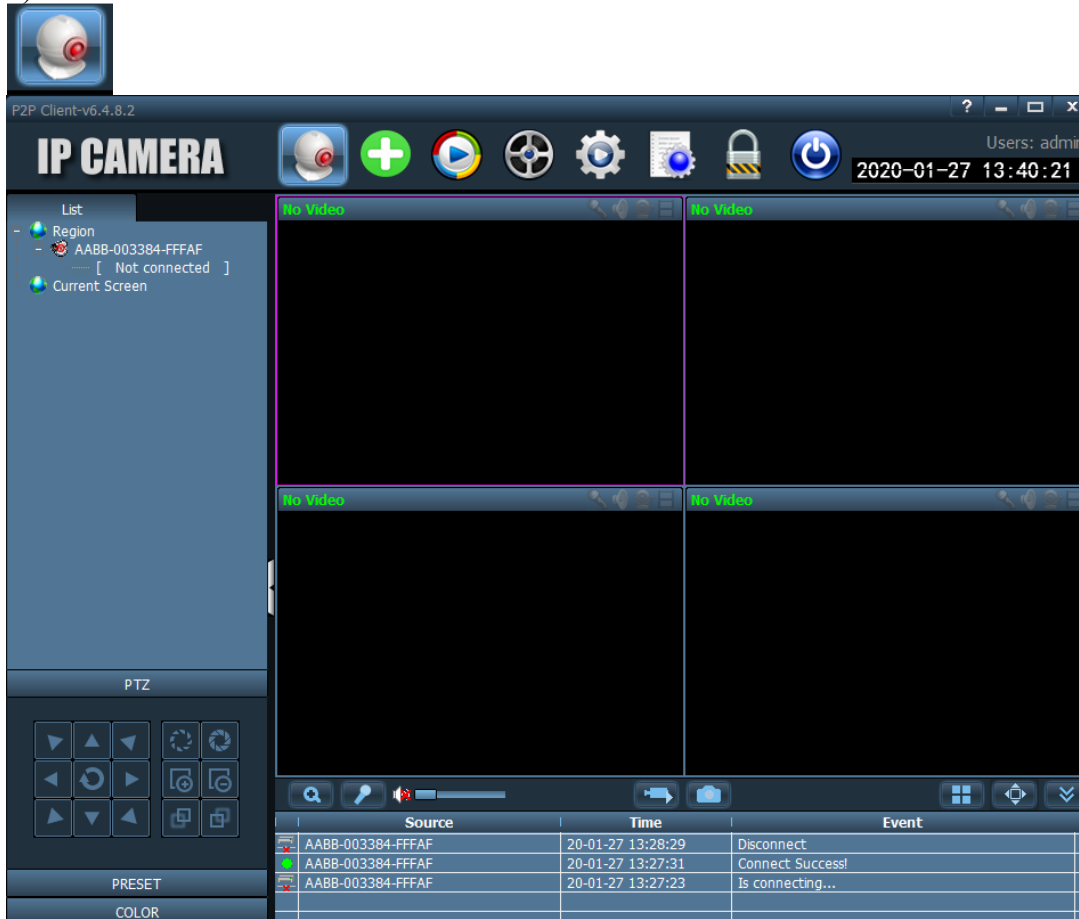 P2P Client-v6.4.8.2
?
IP CAMERA
Users: admin
2020-01-27 13:40:21
List
Region
AABB-003384-FFFAF
[ Not connected ]
Current Screen
No Video
No Video
No Video
No Video
PTZ
PRESET
COLOR
Source Time Event
AABB-003384-FFFAF 20-01-27 13:28:29 Disconnect
AABB-003384-FFFAF 20-01-27 13:27:31 Connect Success!
AABB-003384-FFFAF 20-01-27 13:27:23 Is connecting...